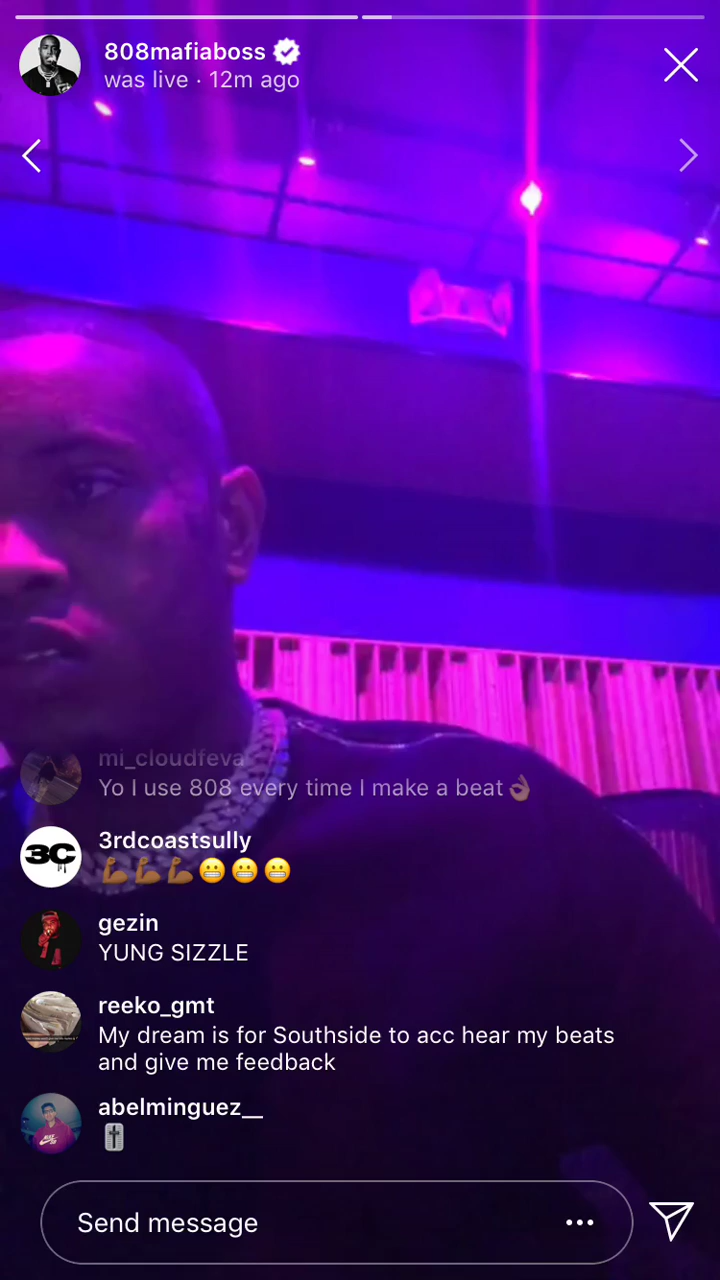 808mafiaboss
was live · 12m ago
mi_cloudfeva
Yo I use 808 every time I make a beat👌🏾
3rdcoastsully
💪🏾💪🏾💪🏾😬😬😬
3C
gezin
YUNG SIZZLE
reeko_gmt
My dream is for Southside to acc hear my beats
and give me feedback
abelminguez__
🎚
Send message